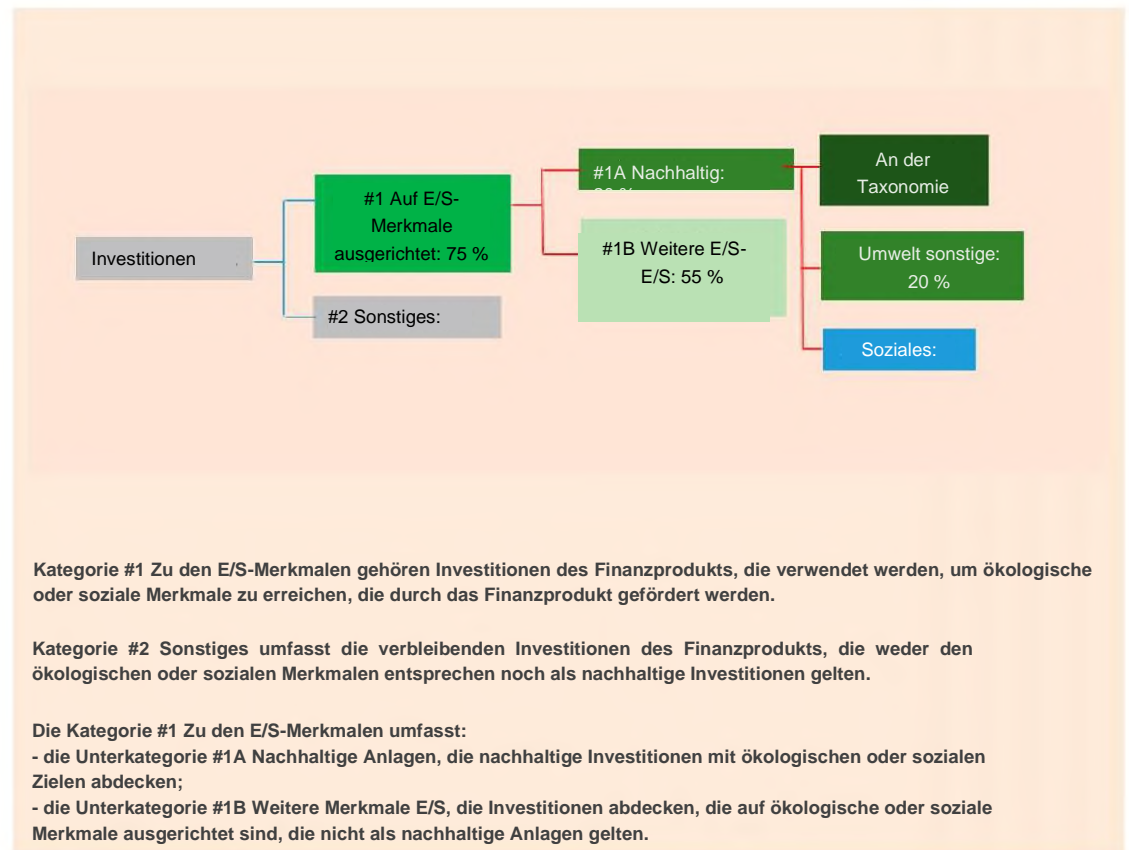 Investitionen
#1 Auf E/S-
Merkmale
ausgerichtet: 75 %
#2 Sonstiges:
#1A Nachhaltig:
#1B Weitere E/S-
E/S: 55 %
An der
Taxonomie
Umwelt sonstige:
20 %
Soziales:
Kategorie #1 Zu den E/S-Merkmalen gehören Investitionen des Finanzprodukts, die verwendet werden, um ökologische
oder soziale Merkmale zu erreichen, die durch das Finanzprodukt gefördert werden.
Kategorie #2 Sonstiges umfasst die verbleibenden Investitionen des Finanzprodukts, die weder den
ökologischen oder sozialen Merkmalen entsprechen noch als nachhaltige Investitionen gelten.
Die Kategorie #1 Zu den E/S-Merkmalen umfasst:
- die Unterkategorie #1A Nachhaltige Anlagen, die nachhaltige Investitionen mit ökologischen oder sozialen
Zielen abdecken;
- die Unterkategorie #1B Weitere Merkmale E/S, die Investitionen abdecken, die auf ökologische oder soziale
Merkmale ausgerichtet sind, die nicht als nachhaltige Anlagen gelten.